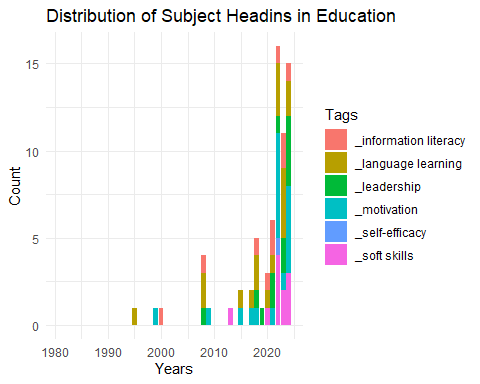 Distribution of Subject Headins in Education
15
10
5
0
Count
1980 1990 2000 2010 2020
Years
Tags
_information literacy
_language learning
_leadership
_motivation
_self-efficacy
_soft skills